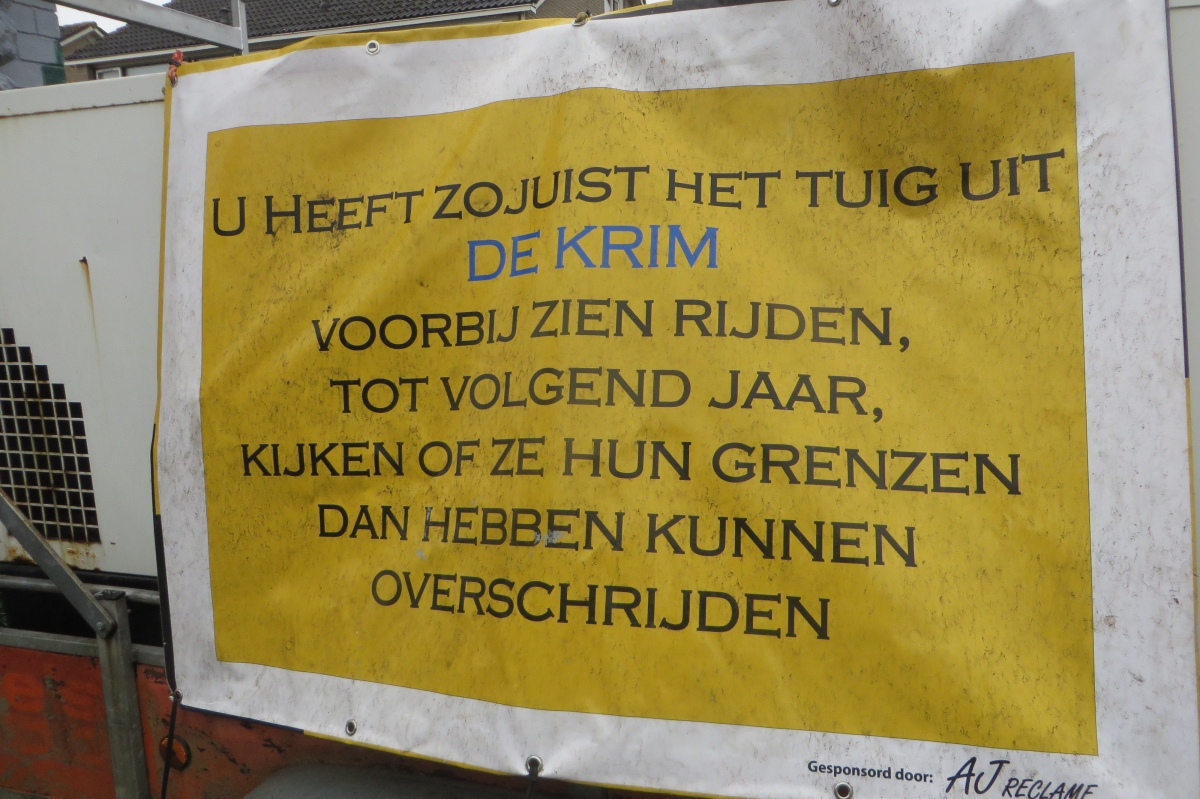 U HEEFT ZOJUIST HET TUIG UIT
DE KRIM
VOORBIJ ZIEN RIJDEN,
TOT VOLGEND JAAR,
KIJKEN OF ZE HUN GRENZEN
DAN HEBBEN KUNNEN
OVERSCHRIJDEN
Gesponsord door: AJ RECLAME